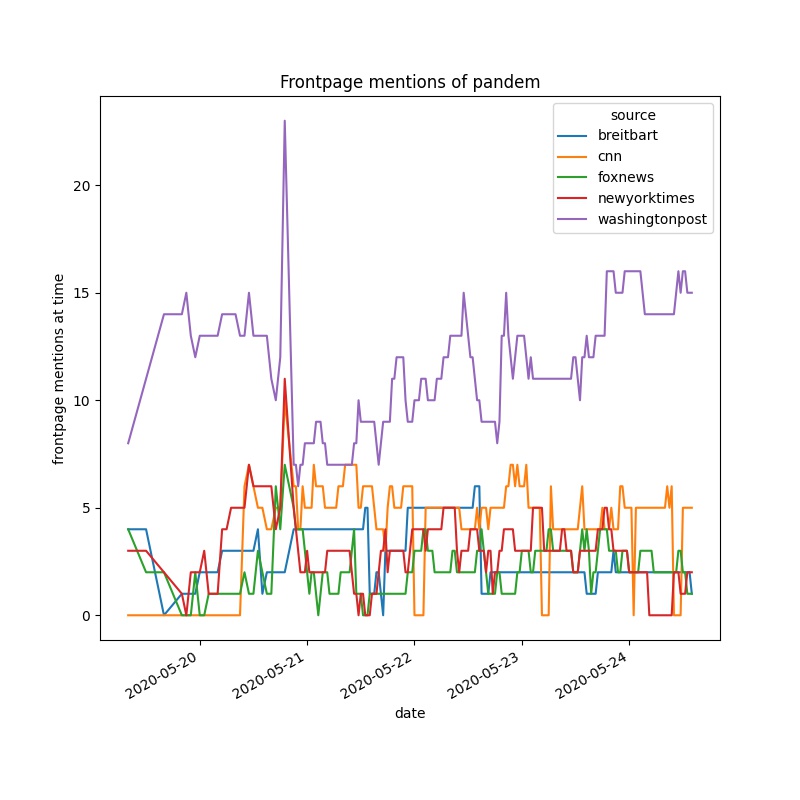 Frontpage mentions of pandem
source
breitbart
cnn
foxnews
newyorktimes
washingtonpost
frontpage mentions at time
20
15
10
5
0
2020-05-20
2020-05-21
2020-05-22
2020-05-23
2020-05-24
date